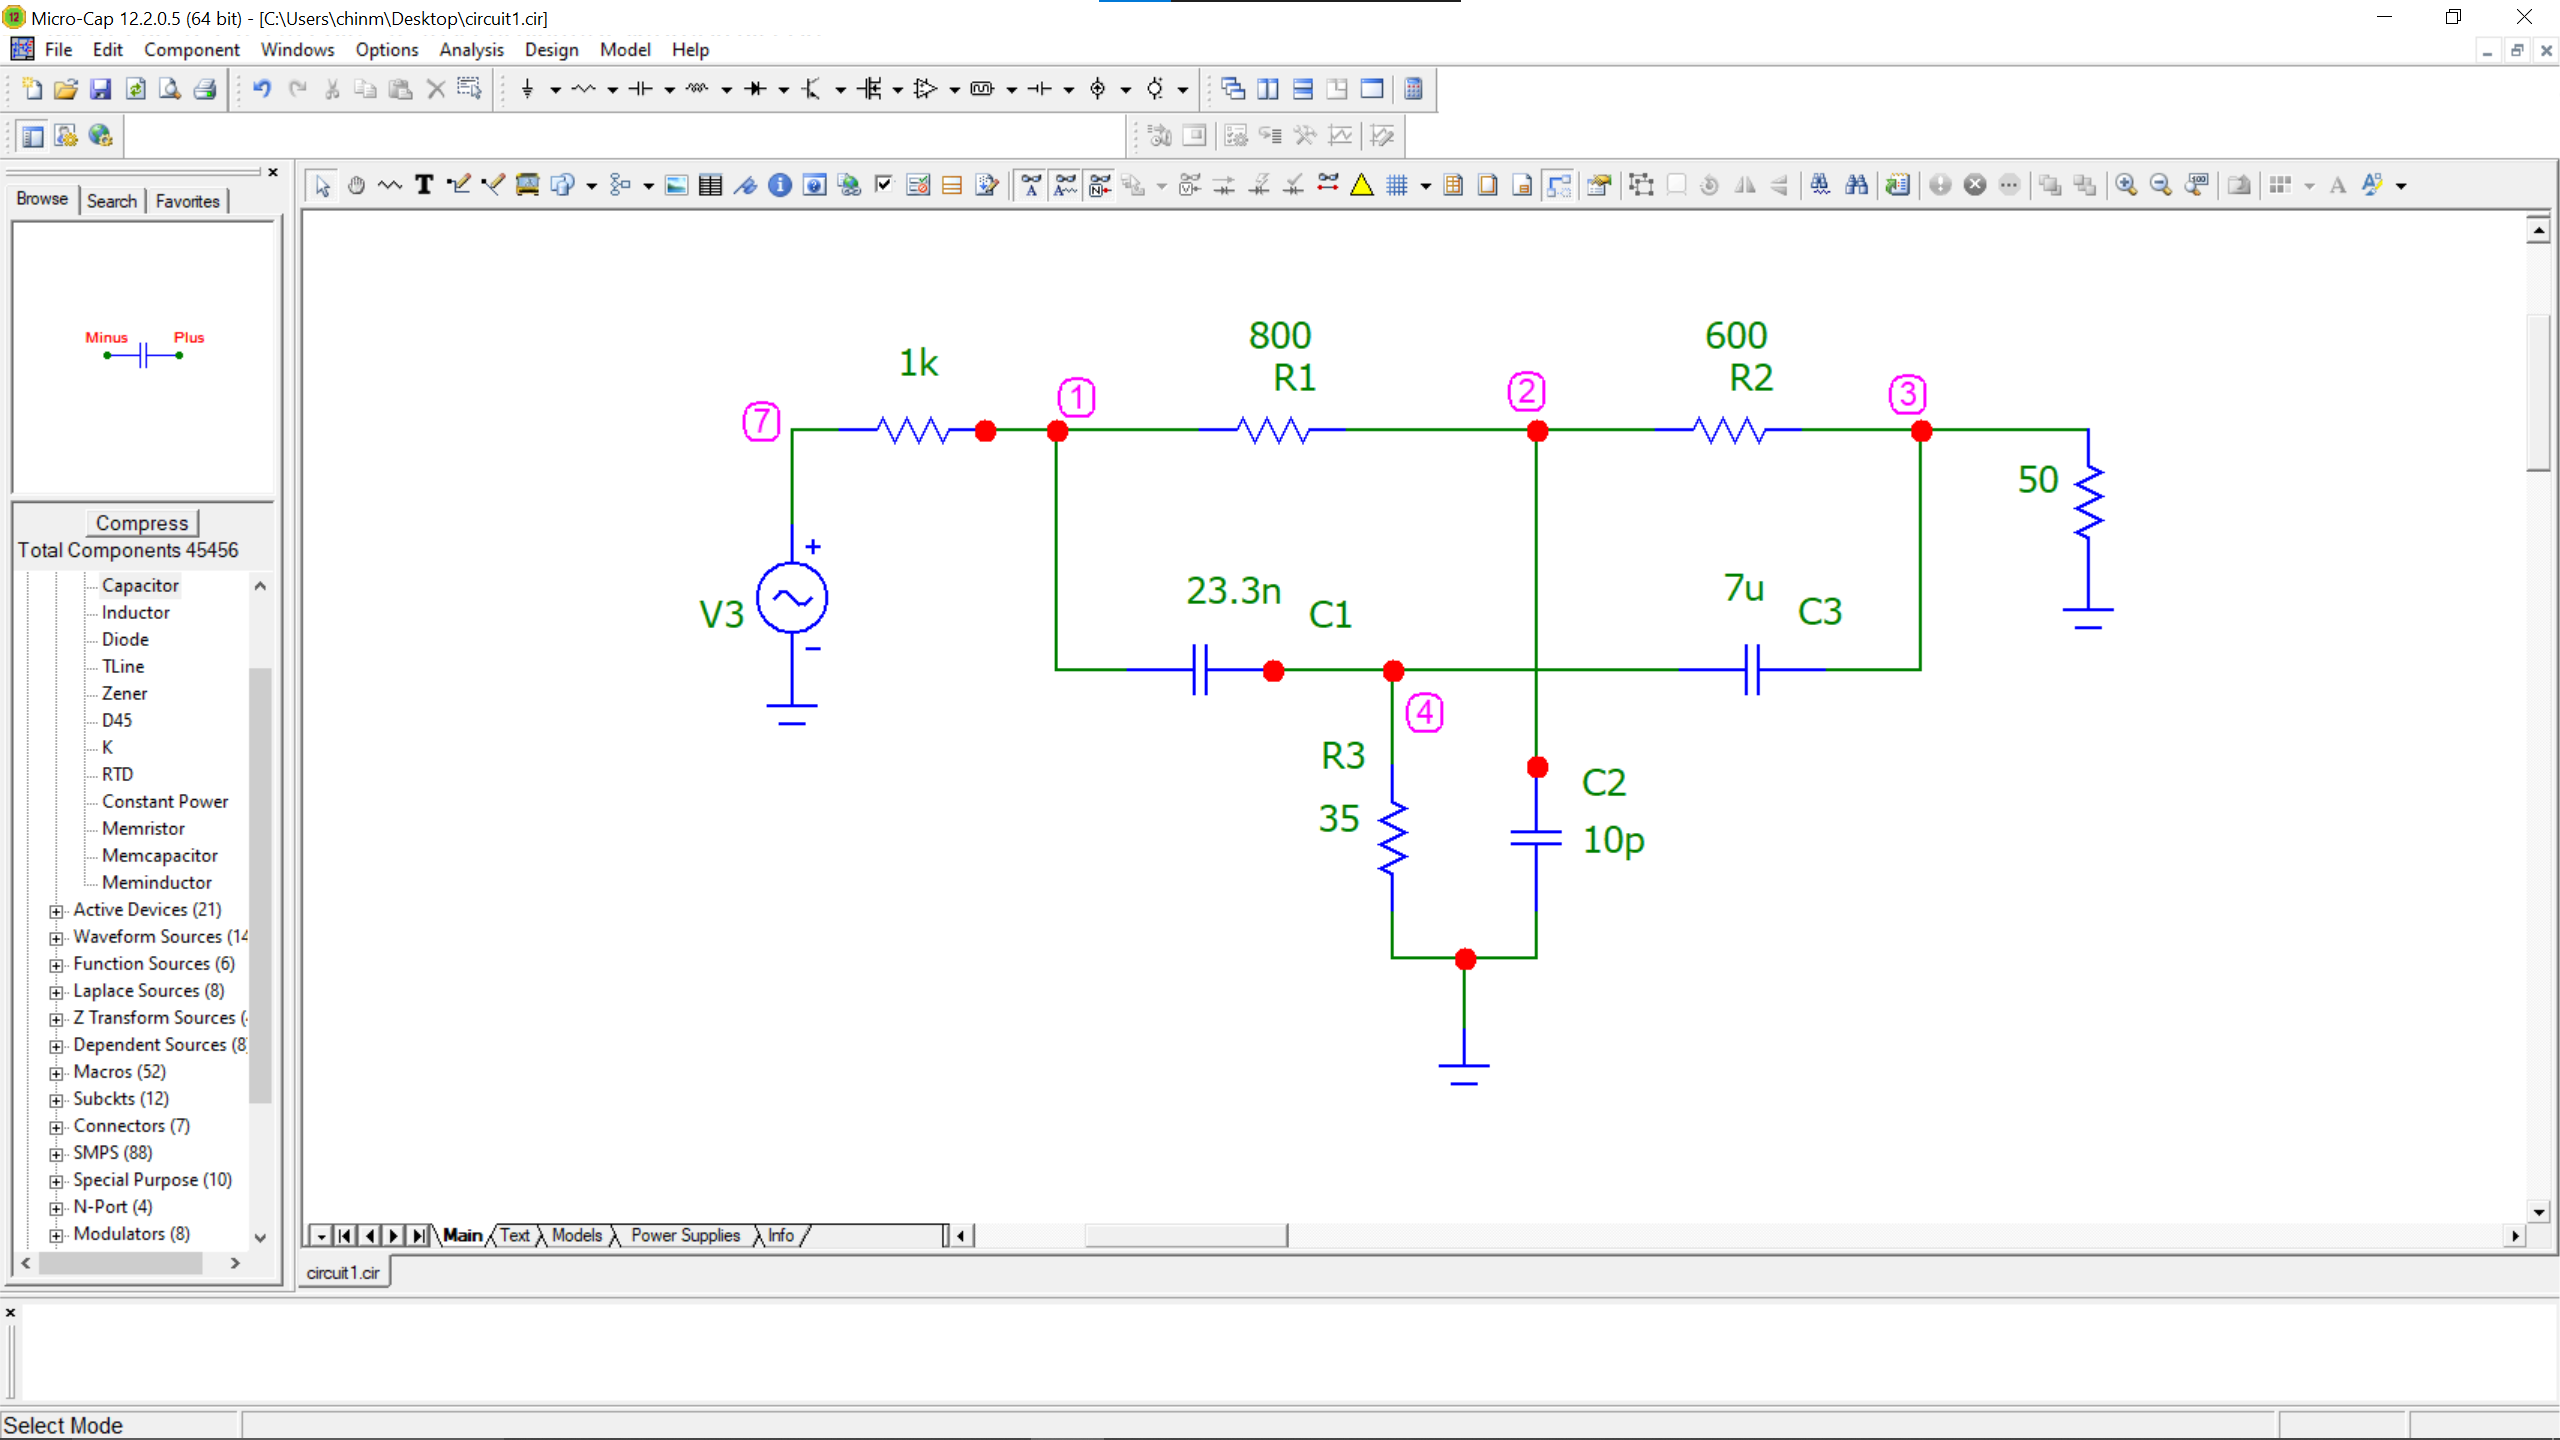 Micro-Cap 12.2.0.5 (64 bit) - [C:\Users\chinm\Desktop\circuit1.cir]
File Edit Component Windows Options Analysis Design Model Help
Browse Search Favorites
Minus Plus
Compress
Total Components 45456
Capacitor
Inductor
Diode
TLine
Zener
D45
K
RTD
Constant Power
Memristor
Memcapacitor
Meminductor
Active Devices (21)
Waveform Sources (14
Function Sources (6)
Laplace Sources (8)
Z Transform Sources (
Dependent Sources (8)
Macros (52)
Subckts (12)
Connectors (7)
SMPS (88)
Special Purpose (10)
N-Port (4)
Modulators (8)
800
600
1k
R1
R2
7
1
2
3
50
+
V3
-
23.3n
C1
7u
C3
4
R3
C2
35
10p
Main Text Models Power Supplies Info
circuit1.cir
Select Mode